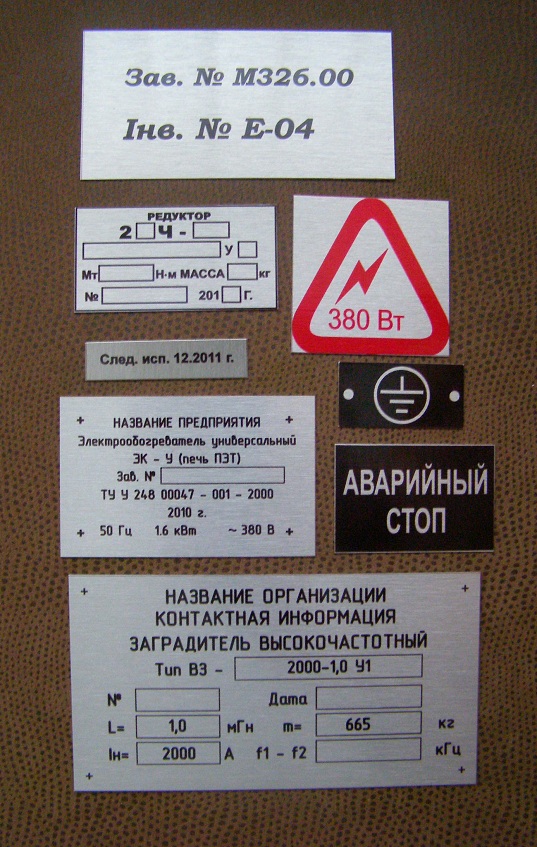 Зав. № М326.00
Інв. № Е-04
РЕДУКТОР
2 Ч -
У
Мт Н·м МАССА кг
№ 201 Г.
380 Вт
След. исп. 12.2011 г.
НАЗВАНИЕ ПРЕДПРИЯТИЯ
Электрообогреватель универсальный
ЭК - У (печь ПЭТ)
Зав. №
ТУ У 248 00047 - 001 - 2000
2010 г.
50 Гц 1.6 кВт ~ 380 В
АВАРИЙНЫЙ
СТОП
НАЗВАНИЕ ОРГАНИЗАЦИИ
КОНТАКТНАЯ ИНФОРМАЦИЯ
ЗАГРАДИТЕЛЬ ВЫСОКОЧАСТОТНЫЙ
Тип ВЗ - 2000-1,0 У1
№ Дата
L= 1,0 мГн m= 665 кг
Iн= 2000 А f1 - f2 кГц